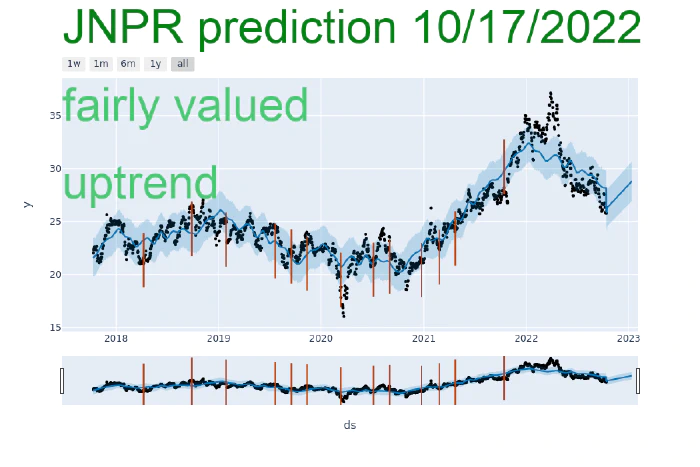 JNPR prediction 10/17/2022
1w 1m 6m 1y all
fairly valued
35
30
uptrend
y
25
20
15
2018 2019 2020 2021 2022 2023
ds